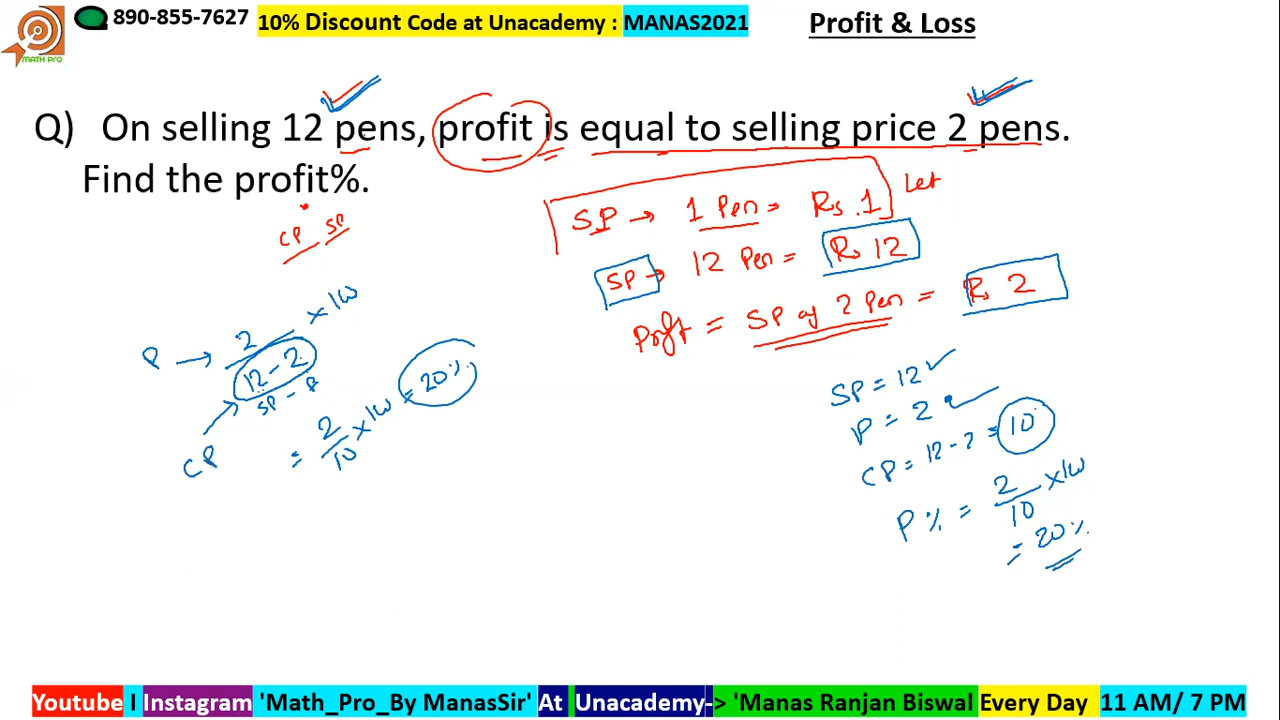 890-855-7627
10% Discount Code at Unacademy : MANAS2021
Profit & Loss
MATH PRO
Q) On selling 12 pens, profit is equal to selling price 2 pens.
Find the profit%.
CP SP
SP → 1 Pen = Rs. 1 Let
SP → 12 Pen = Rs 12
Profit = SP of 2 Pen = Rs 2
P → 2/12-2 × 100
SP - P
CP
= 2/10 × 100 = 20%
SP = 12
P = 2
CP = 12 - 2 = 10
P% = 2/10 × 100
= 20%
Youtube I Instagram 'Math_Pro_By ManasSir' At Unacademy-> 'Manas Ranjan Biswal Every Day 11 AM/ 7 PM